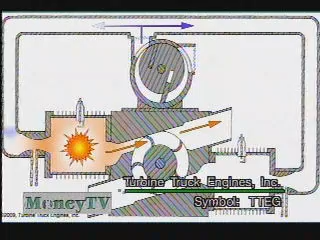 Turbine Truck Engines, Inc.
MoneyTV
Symbol: TTEG
©2009, Turbine Truck Engines, Inc.